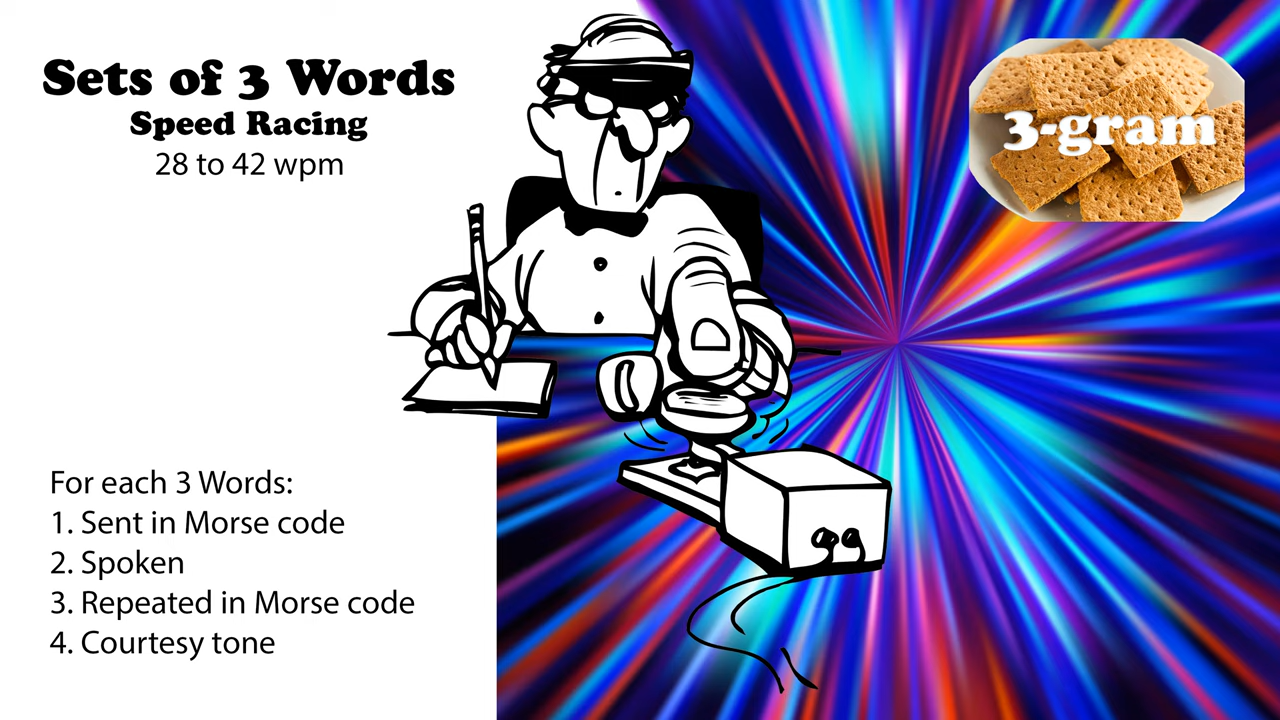 Sets of 3 Words
Speed Racing
28 to 42 wpm
3-gram
For each 3 Words:
1. Sent in Morse code
2. Spoken
3. Repeated in Morse code
4. Courtesy tone